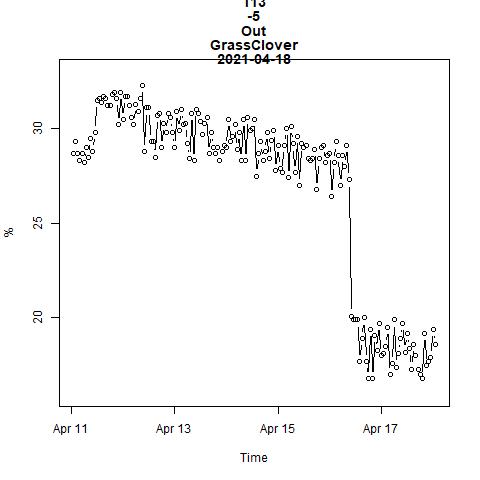 113
-5
Out
GrassClover
2021-04-18
30
25
20
%
Apr 11
Apr 13
Apr 15
Apr 17
Time